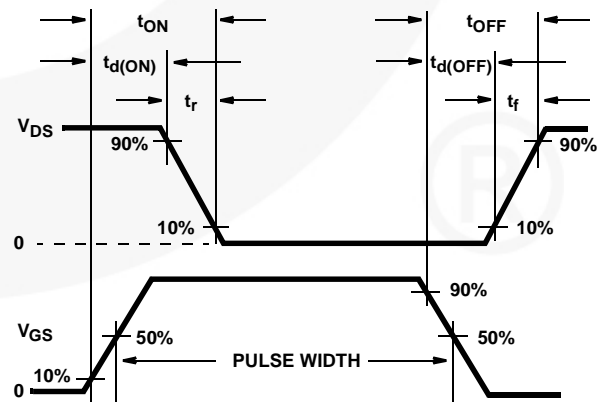 tON tOFF
td(ON) td(OFF)
tr tf
VDS
90% 90%
10% 10%
0
®
VGS
90%
50% 50%
PULSE WIDTH
10%
0